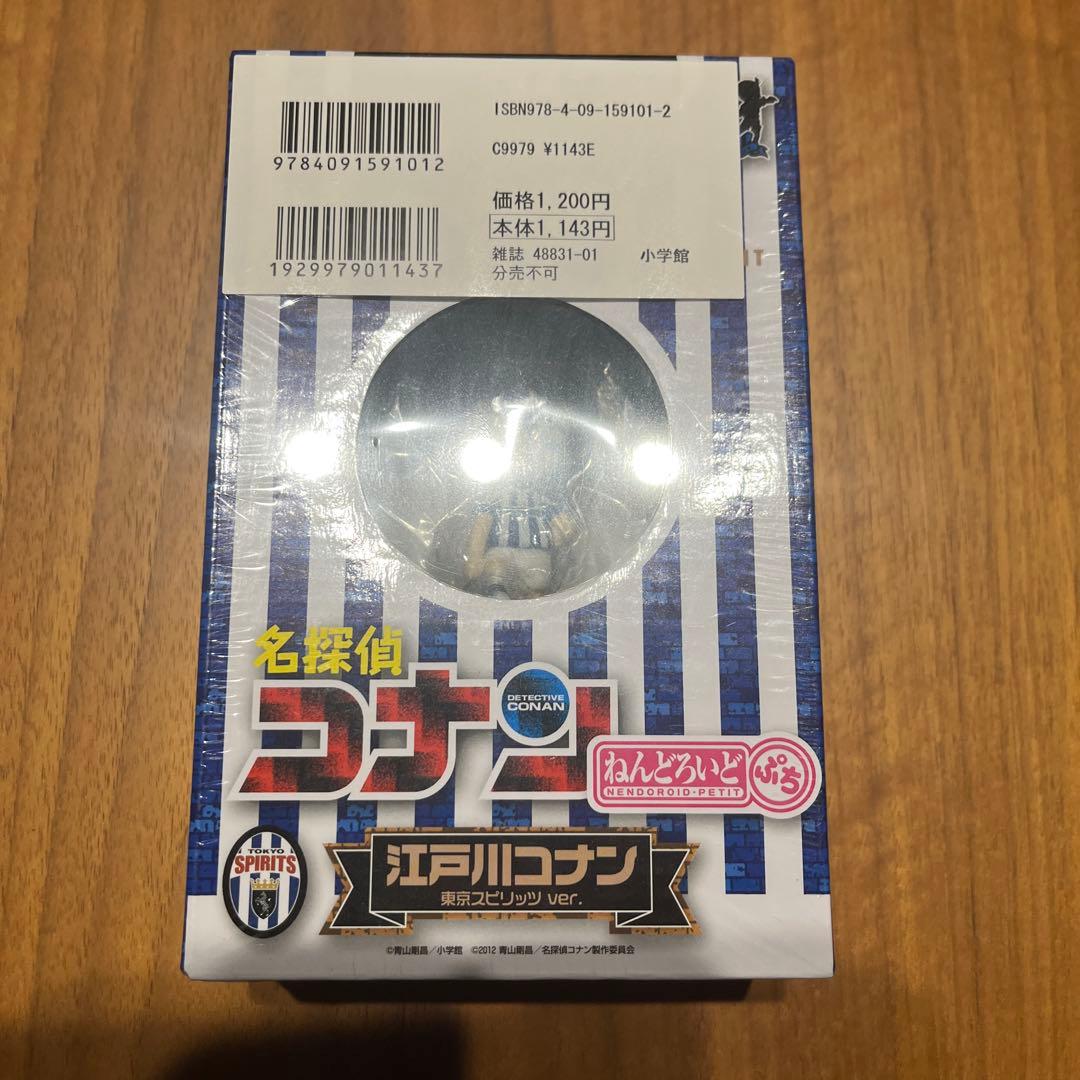 ISBN978-4-09-159101-2
9784091591012
C9979 ¥1143E
価格1,200円
本体1,143円
1929979011437
雑誌 48831-01 小学館
分売不可
IT
名探偵
コナン
DETECTIVE
CONAN
ねんどろいど
ぷち
NENDOROID・PETIT
TOKYO
SPIRITS
江戸川コナン
東京スピリッツ ver.
©青山剛昌／小学館 ©2012 青山剛昌／名探偵コナン製作委員会